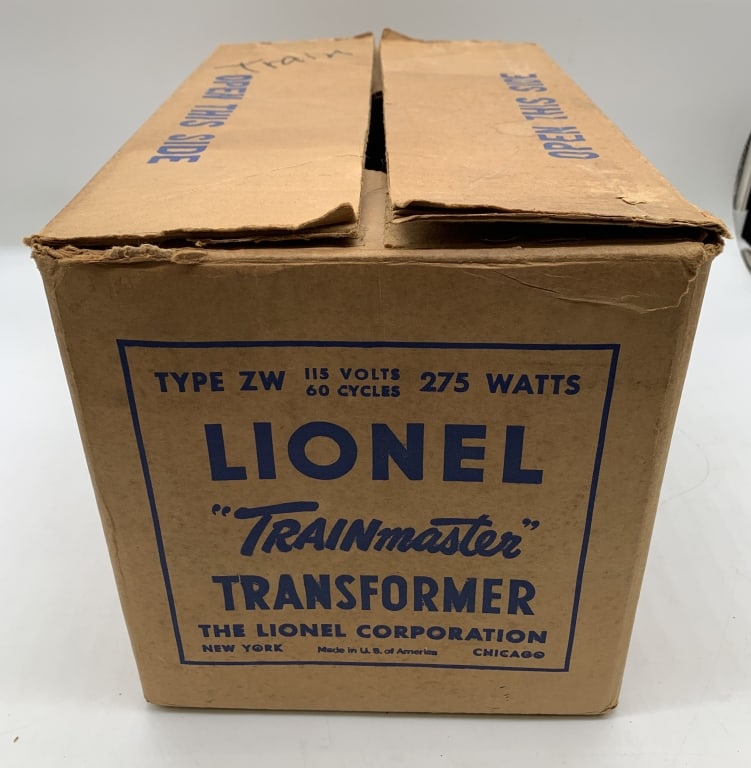 Train
OPEN THIS SIDE
OPEN THIS SIDE
TYPE ZW 115 VOLTS 60 CYCLES 275 WATTS
LIONEL
"TRAINmaster"
TRANSFORMER
THE LIONEL CORPORATION
NEW YORK Made in U. S. of America CHICAGO